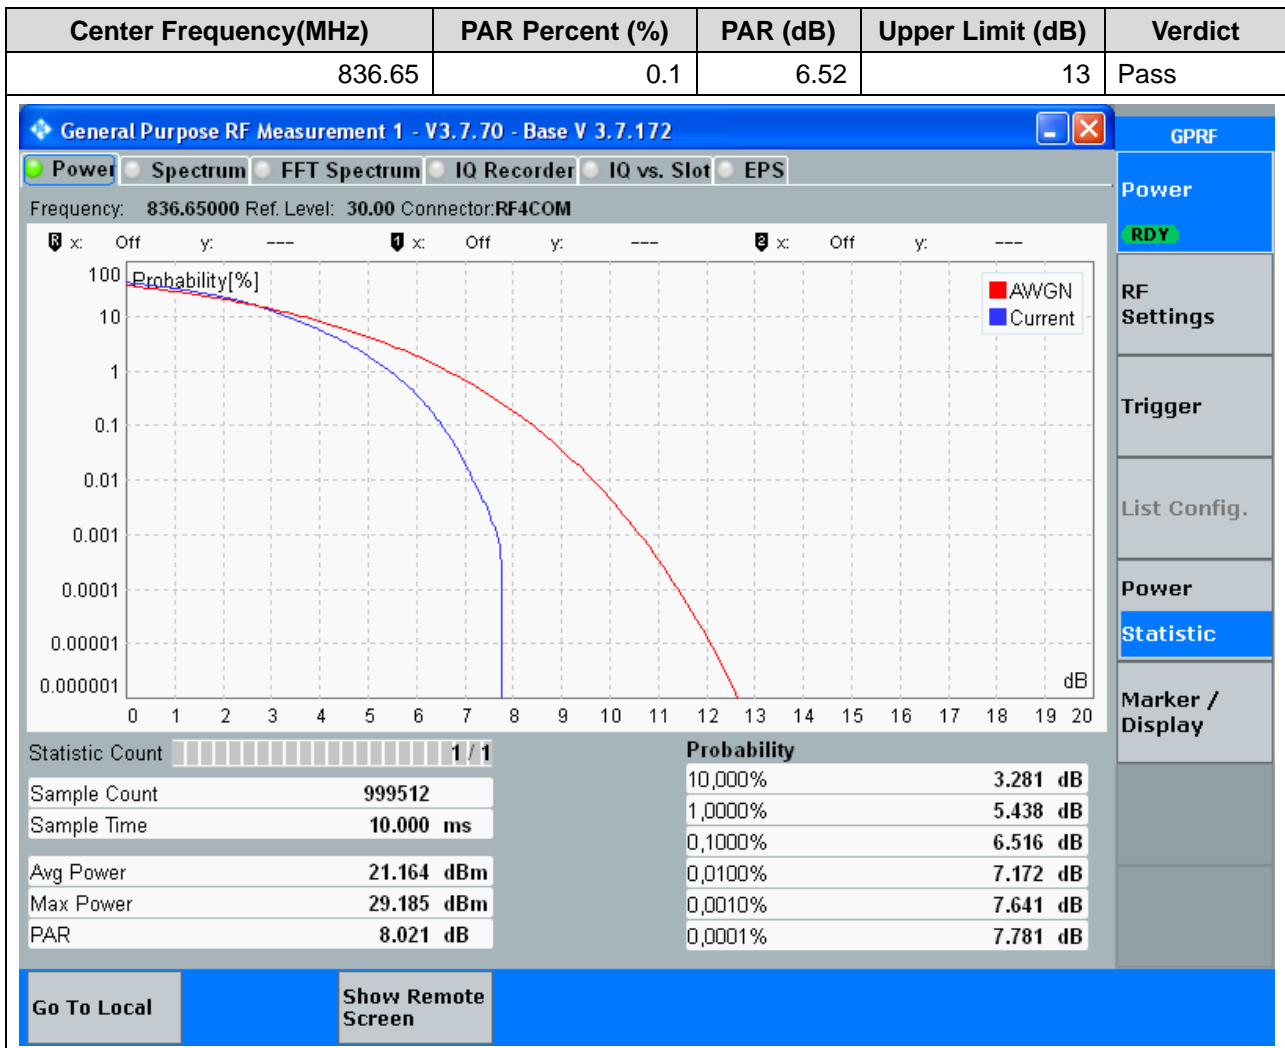 Center Frequency(MHz) PAR Percent (%) PAR (dB) Upper Limit (dB) Verdict
836.65 0.1 6.52 13 Pass
General Purpose RF Measurement 1 - V3.7.70 - Base V 3.7.172
GPRF
Power Spectrum FFT Spectrum IQ Recorder IQ vs. Slot EPS
Power
RDY
Frequency: 836.65000 Ref. Level: 30.00 Connector:RF4COM
R x: Off y: --- 1 x: Off y: --- 2 x: Off y: ---
Probability[%]
AWGN
Current
100
10
1
0.1
0.01
0.001
0.0001
0.00001
0.000001
dB
0 1 2 3 4 5 6 7 8 9 10 11 12 13 14 15 16 17 18 19 20
RF
Settings
Trigger
List Config.
Power
Statistic
Marker /
Display
Statistic Count 1 / 1
Sample Count 999512
Sample Time 10.000 ms
Avg Power 21.164 dBm
Max Power 29.185 dBm
PAR 8.021 dB
Probability
10,000% 3.281 dB
1,0000% 5.438 dB
0,1000% 6.516 dB
0,0100% 7.172 dB
0,0010% 7.641 dB
0,0001% 7.781 dB
Go To Local
Show Remote
Screen